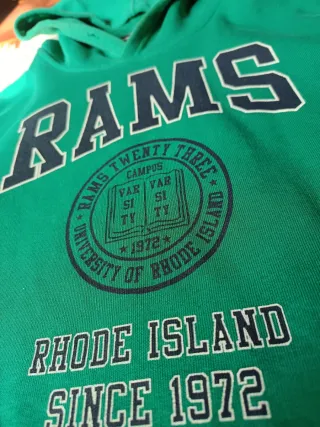 RAMS
RAMS TWENTY THREE
CAMPUS
VAR VAR
SI SI
TY TY
★ 1972 ★
UNIVERSITY OF RHODE ISLAND
RHODE ISLAND
SINCE 1972